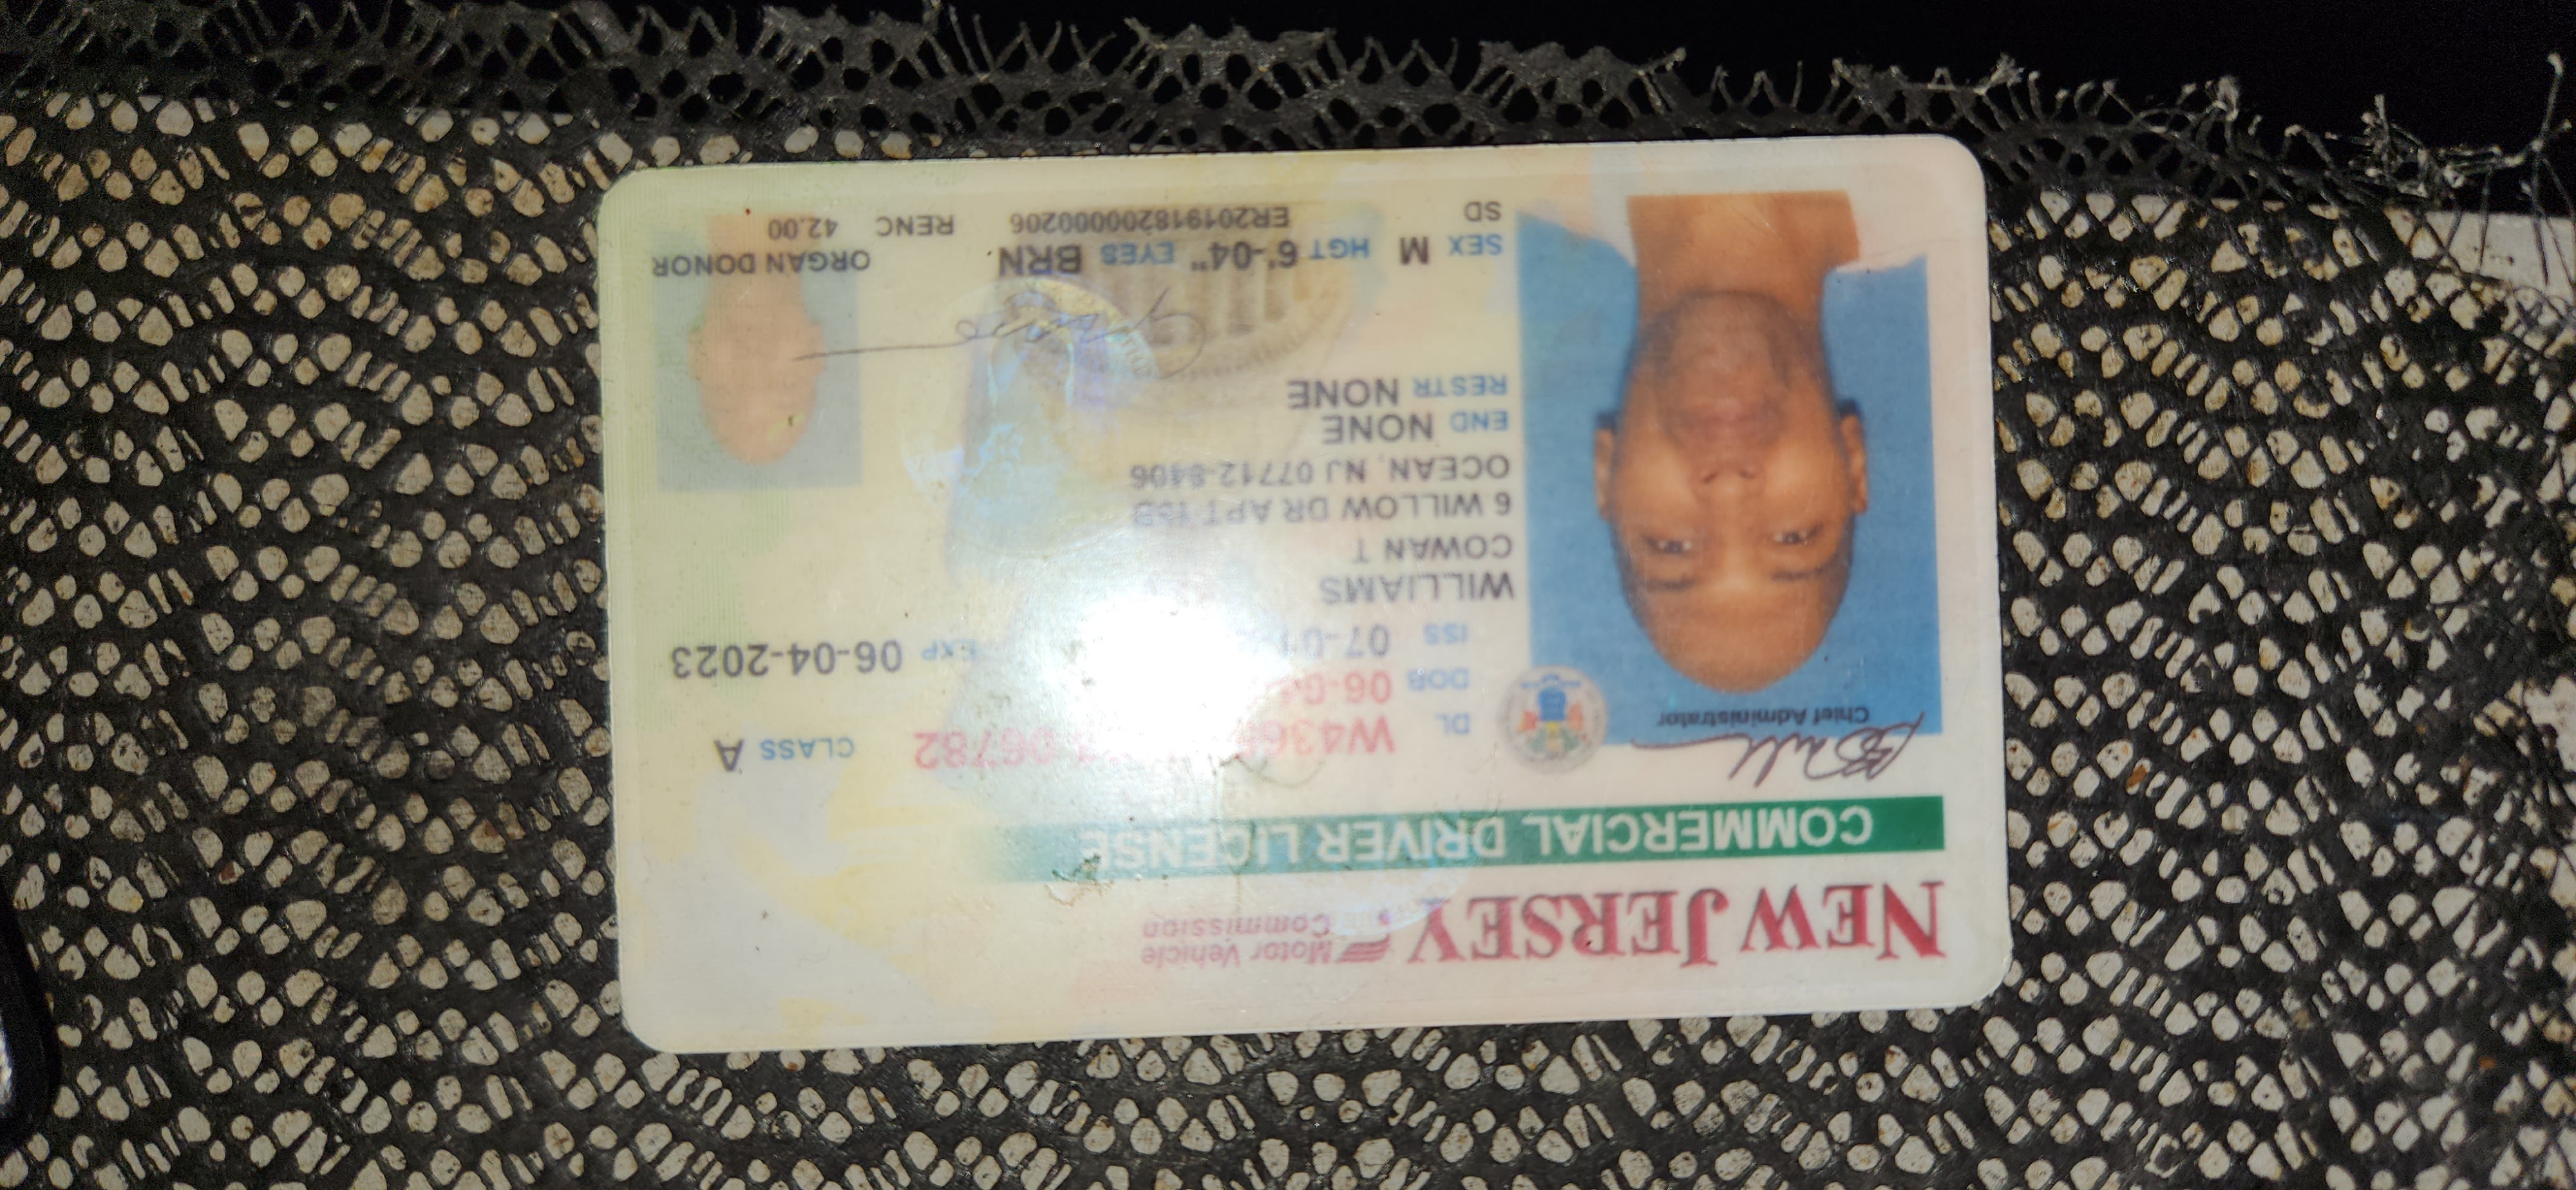 NEW JERSEY Motor Vehicle
Commission
COMMERCIAL DRIVER LICENSE
Chief Administrator
DL CLASS A
DOB
ISS EXP 06-04-2023
WILLIAMS
COWAN T
6 WILLOW DR APT
OCEAN, NJ 07712-8406
END NONE
RESTR NONE
SEX M HGT 6'-04" EYES BRN ORGAN DONOR
SD ER201918200000206 RENC 42.00